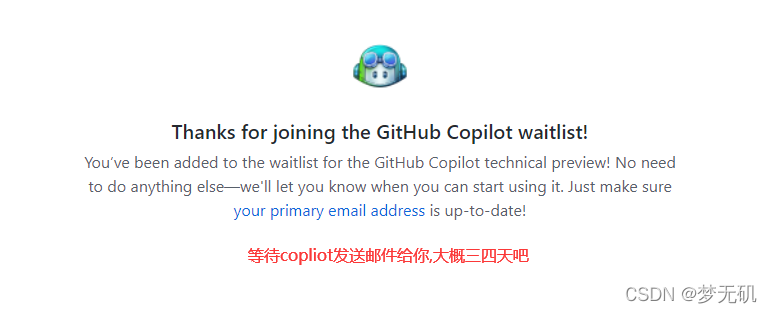 Thanks for joining the GitHub Copilot waitlist!
You've been added to the waitlist for the GitHub Copilot technical preview! No need
to do anything else—we'll let you know when you can start using it. Just make sure
your primary email address is up-to-date!
等待copliot发送邮件给你,大概三四天吧
CSDN @梦无矶